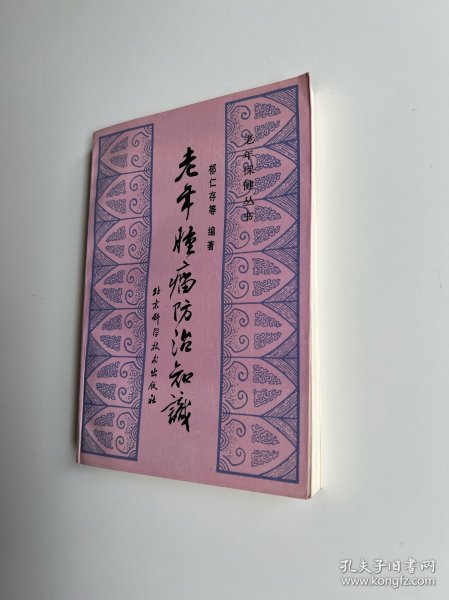 老年保健丛书
郁仁存等 编著
老年肿瘤防治知識
北京科学技术出版社
孔夫子旧书网
www.kongfz.com